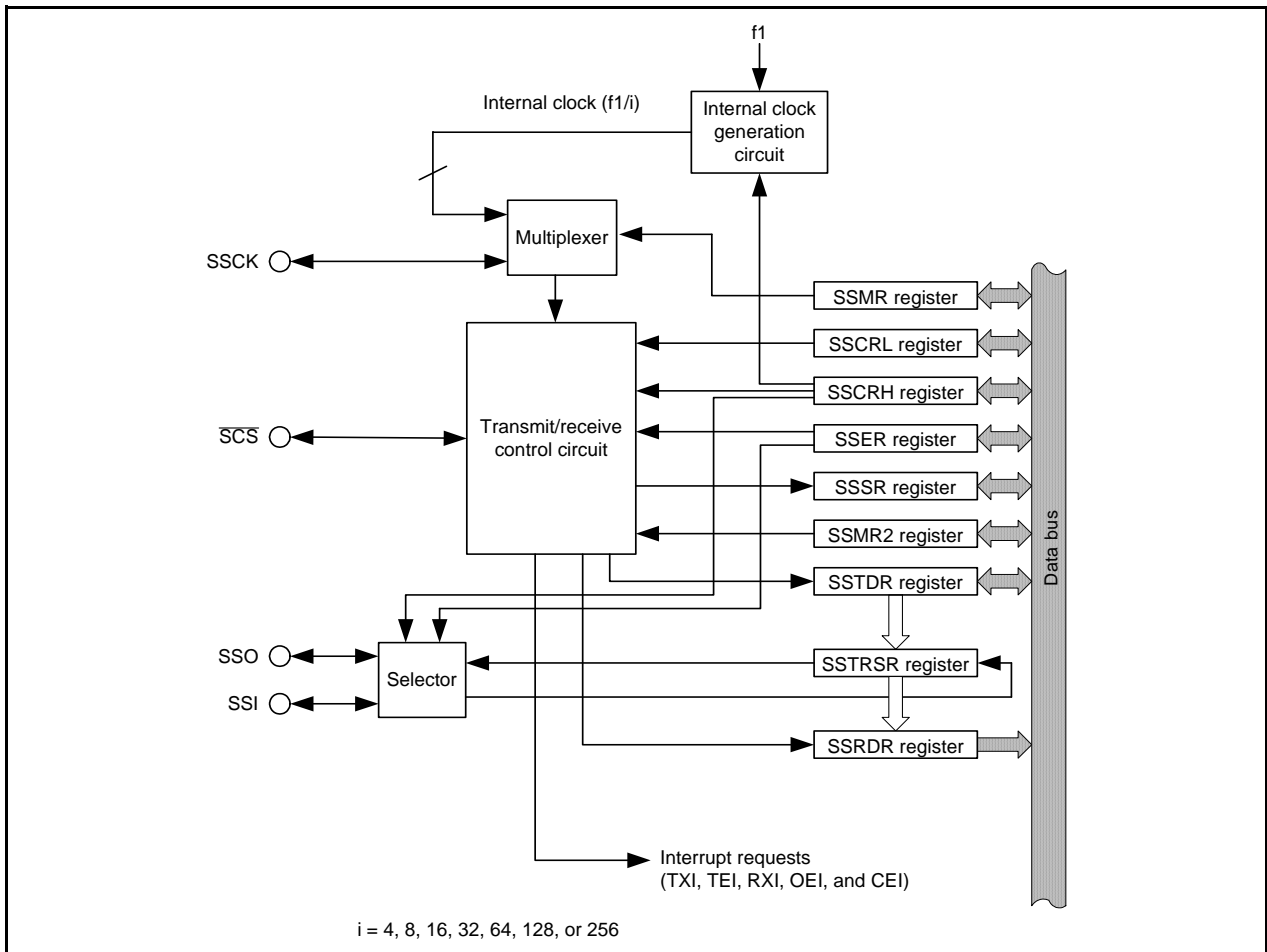 f1
Internal clock (f1/i)
Internal clock
generation
circuit
Multiplexer
SSCK
SSMR register
SSCRL register
SSCRH register
SCS
Transmit/receive
control circuit
SSER register
SSSR register
SSMR2 register
Data bus
SSTDR register
SSO
SSTRSR register
Selector
SSI
SSRDR register
Interrupt requests
(TXI, TEI, RXI, OEI, and CEI)
i = 4, 8, 16, 32, 64, 128, or 256